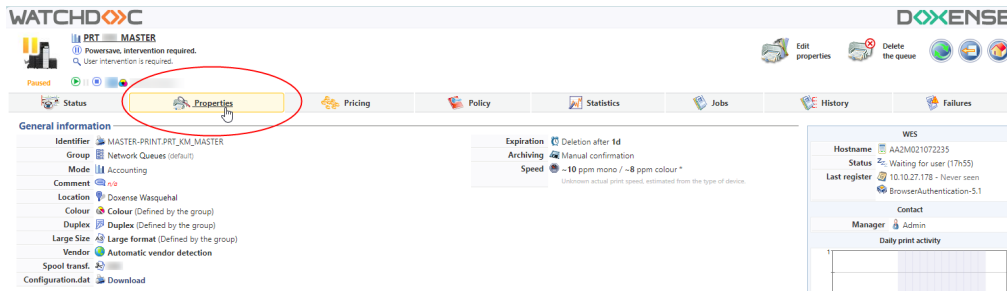 WATCHDOC
DOXENSE
PRT MASTER
Powersave, intervention required.
User intervention is required.
Paused
Edit properties
Delete the queue
Status
Properties
Pricing
Policy
Statistics
Jobs
History
Failures
General information
Identifier MASTER-PRINT.PRT_KM_MASTER
Group Network Queues (default)
Mode Accounting
Comment n/a
Location Doxense Wasquehal
Colour Colour (Defined by the group)
Duplex Duplex (Defined by the group)
Large Size Large format (Defined by the group)
Vendor Automatic vendor detection
Spool transf.
Configuration.dat Download
Expiration Deletion after 1d
Archiving Manual confirmation
Speed ~10 ppm mono / ~8 ppm colour *
Unknown actual print speed, estimated from the type of device.
WES
Hostname AA2M021072235
Status Waiting for user (17h55)
Last register 10.10.27.178 - Never seen
BrowserAuthentication-5.1
Contact
Manager Admin
Daily print activity
1